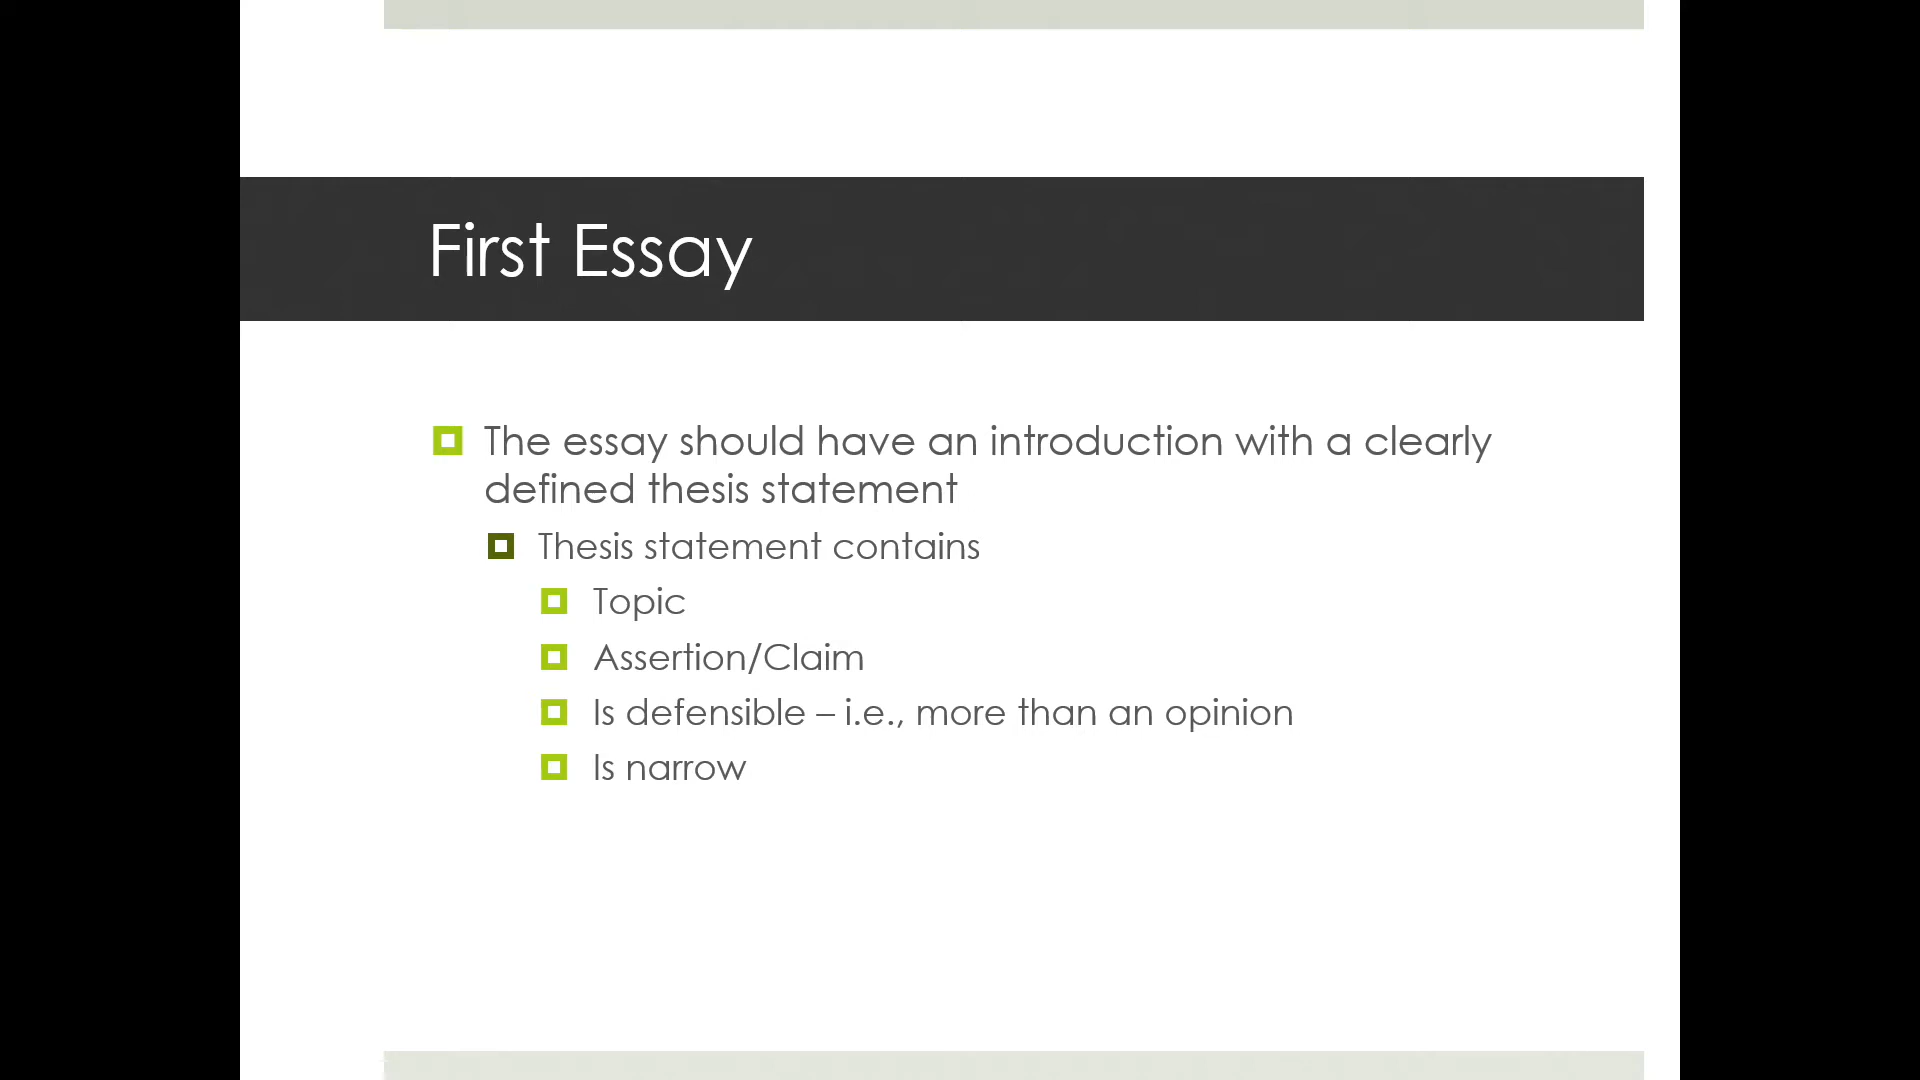 First Essay
The essay should have an introduction with a clearly
defined thesis statement
Thesis statement contains
Topic
Assertion/Claim
Is defensible – i.e., more than an opinion
Is narrow